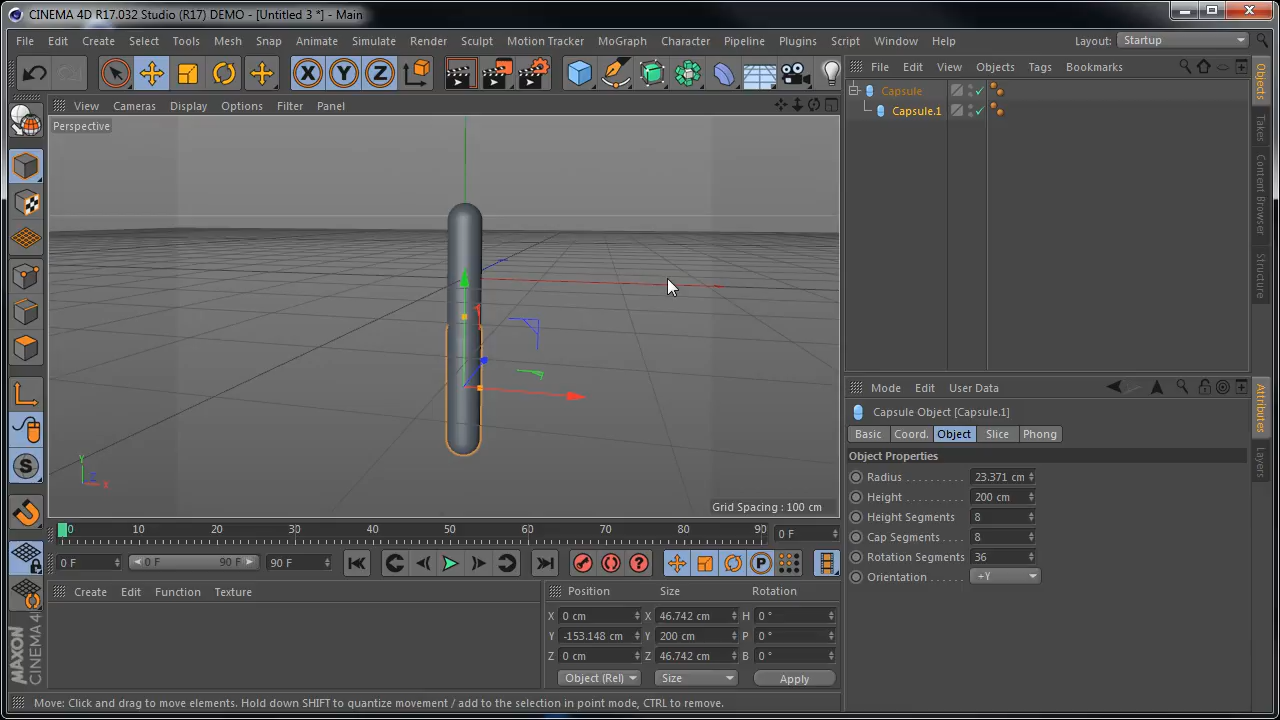 CINEMA 4D R17.032 Studio (R17) DEMO - [Untitled 3 *] - Main
File Edit Create Select Tools Mesh Snap Animate Simulate Render Sculpt Motion Tracker MoGraph Character Pipeline Plugins Script Window Help Layout: Startup
X Y Z
View Cameras Display Options Filter Panel
File Edit View Objects Tags Bookmarks
Perspective
Capsule
Capsule.1
Objects
Takes
Content Browser
Structure
Mode Edit User Data
Capsule Object [Capsule.1]
Basic Coord. Object Slice Phong
Object Properties
Radius . . . . . . . . . . 23.371 cm
Height . . . . . . . . . . 200 cm
Height Segments 8
Cap Segments . . 8
Rotation Segments 36
Orientation . . . . . . +Y
Attributes
Layers
Y
Z
X
S
Grid Spacing : 100 cm
0 10 20 30 40 50 60 70 80 90 0 F
0 F 0 F 90 F 90 F
P
Create Edit Function Texture
Position Size Rotation
X 0 cm X 46.742 cm H 0 °
Y -153.148 cm Y 200 cm P 0 °
Z 0 cm Z 46.742 cm B 0 °
Object (Rel) Size Apply
MAXON
CINEMA 4D
Move: Click and drag to move elements. Hold down SHIFT to quantize movement / add to the selection in point mode, CTRL to remove.